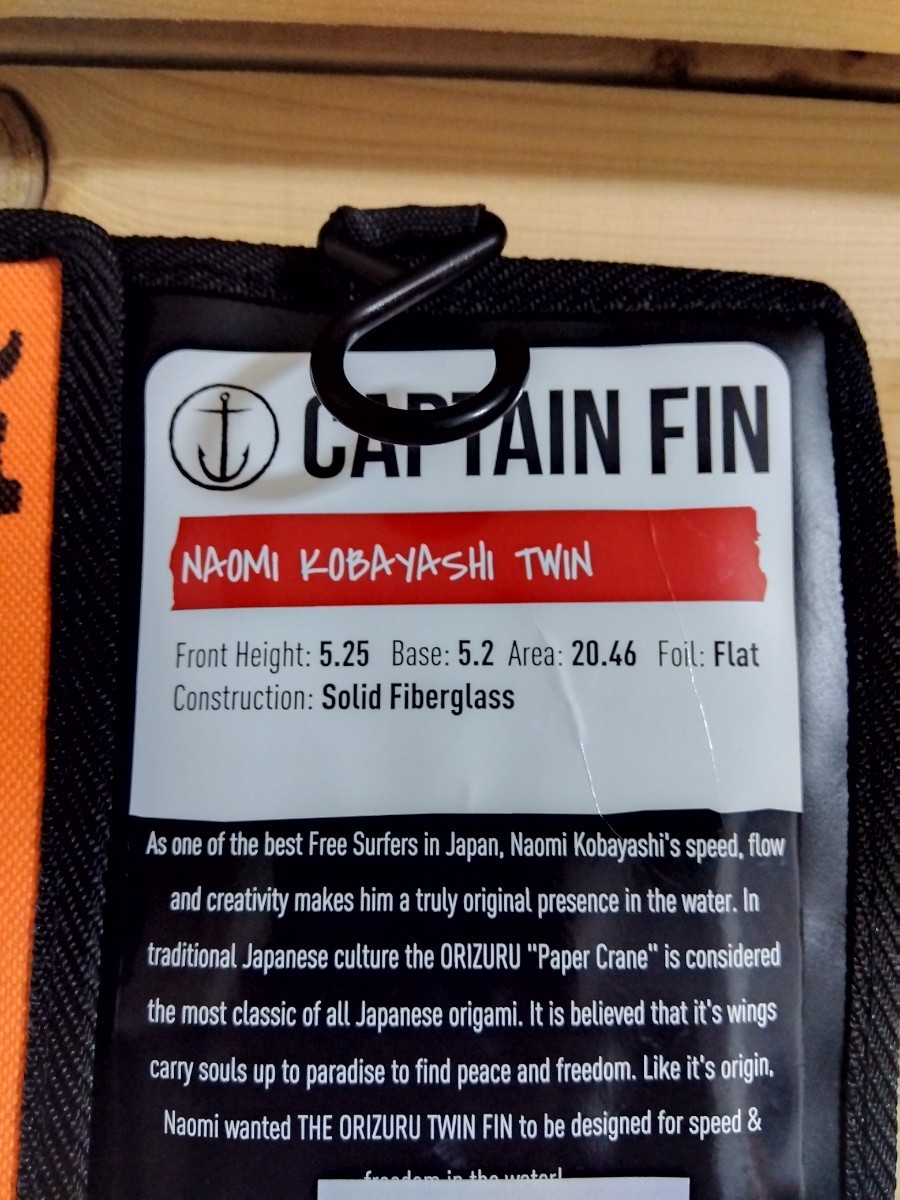 CAPTAIN FIN
NAOMI KOBAYASHI TWIN
Front Height: 5.25 Base: 5.2 Area: 20.46 Foil: Flat
Construction: Solid Fiberglass
As one of the best Free Surfers in Japan, Naomi Kobayashi's speed, flow
and creativity makes him a truly original presence in the water. In
traditional Japanese culture the ORIZURU "Paper Crane" is considered
the most classic of all Japanese origami. It is believed that it's wings
carry souls up to paradise to find peace and freedom. Like it's origin,
Naomi wanted THE ORIZURU TWIN FIN to be designed for speed &
freedom in the water!